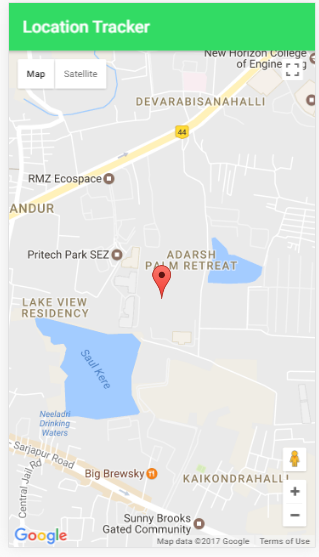 Location Tracker
New Horizon College
of Engine
Map
Satellite
DEVARABISANAHALLI
44
RMZ Ecospace
ANDUR
Pritech Park SEZ
ADARSH
PALM RETREAT
LAKE VIEW
RESIDENCY
Saul Kere
Neeladri
Drinking
Waters
Sarjapur Road
Central Jail Rd
Big Brewsky
KAIKONDRAHALL
Sunny Brooks
Gated Community
Google
Map data ©2017 Google
Terms of Use